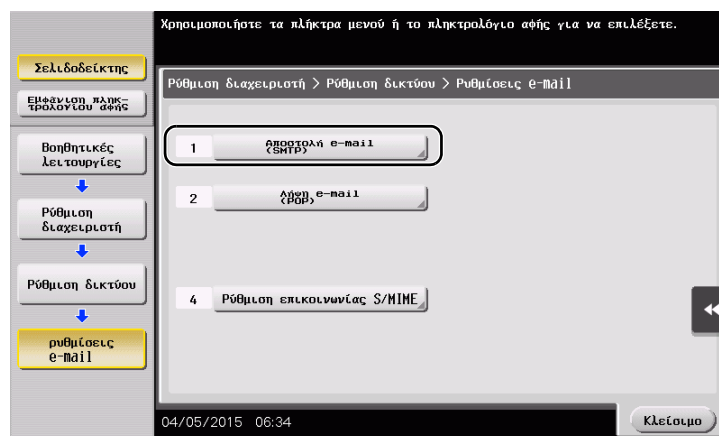 Χρησιμοποιήστε τα πλήκτρα μενού ή το πληκτρολόγιο αφής για να επιλέξετε.
Σελιδοδείκτης
Εμφάνιση πληκ-
τρολογίου αφής
Βοηθητικές
λειτουργίες
Ρύθμιση
διαχειριστή
Ρύθμιση δικτύου
ρυθμίσεις
e-mail
Ρύθμιση διαχειριστή > Ρύθμιση δικτύου > Ρυθμίσεις e-mail
1 Αποστολή e-mail
(SMTP)
2 Λήψη e-mail
(POP)
4 Ρύθμιση επικοινωνίας S/MIME
04/05/2015 06:34
Κλείσιμο